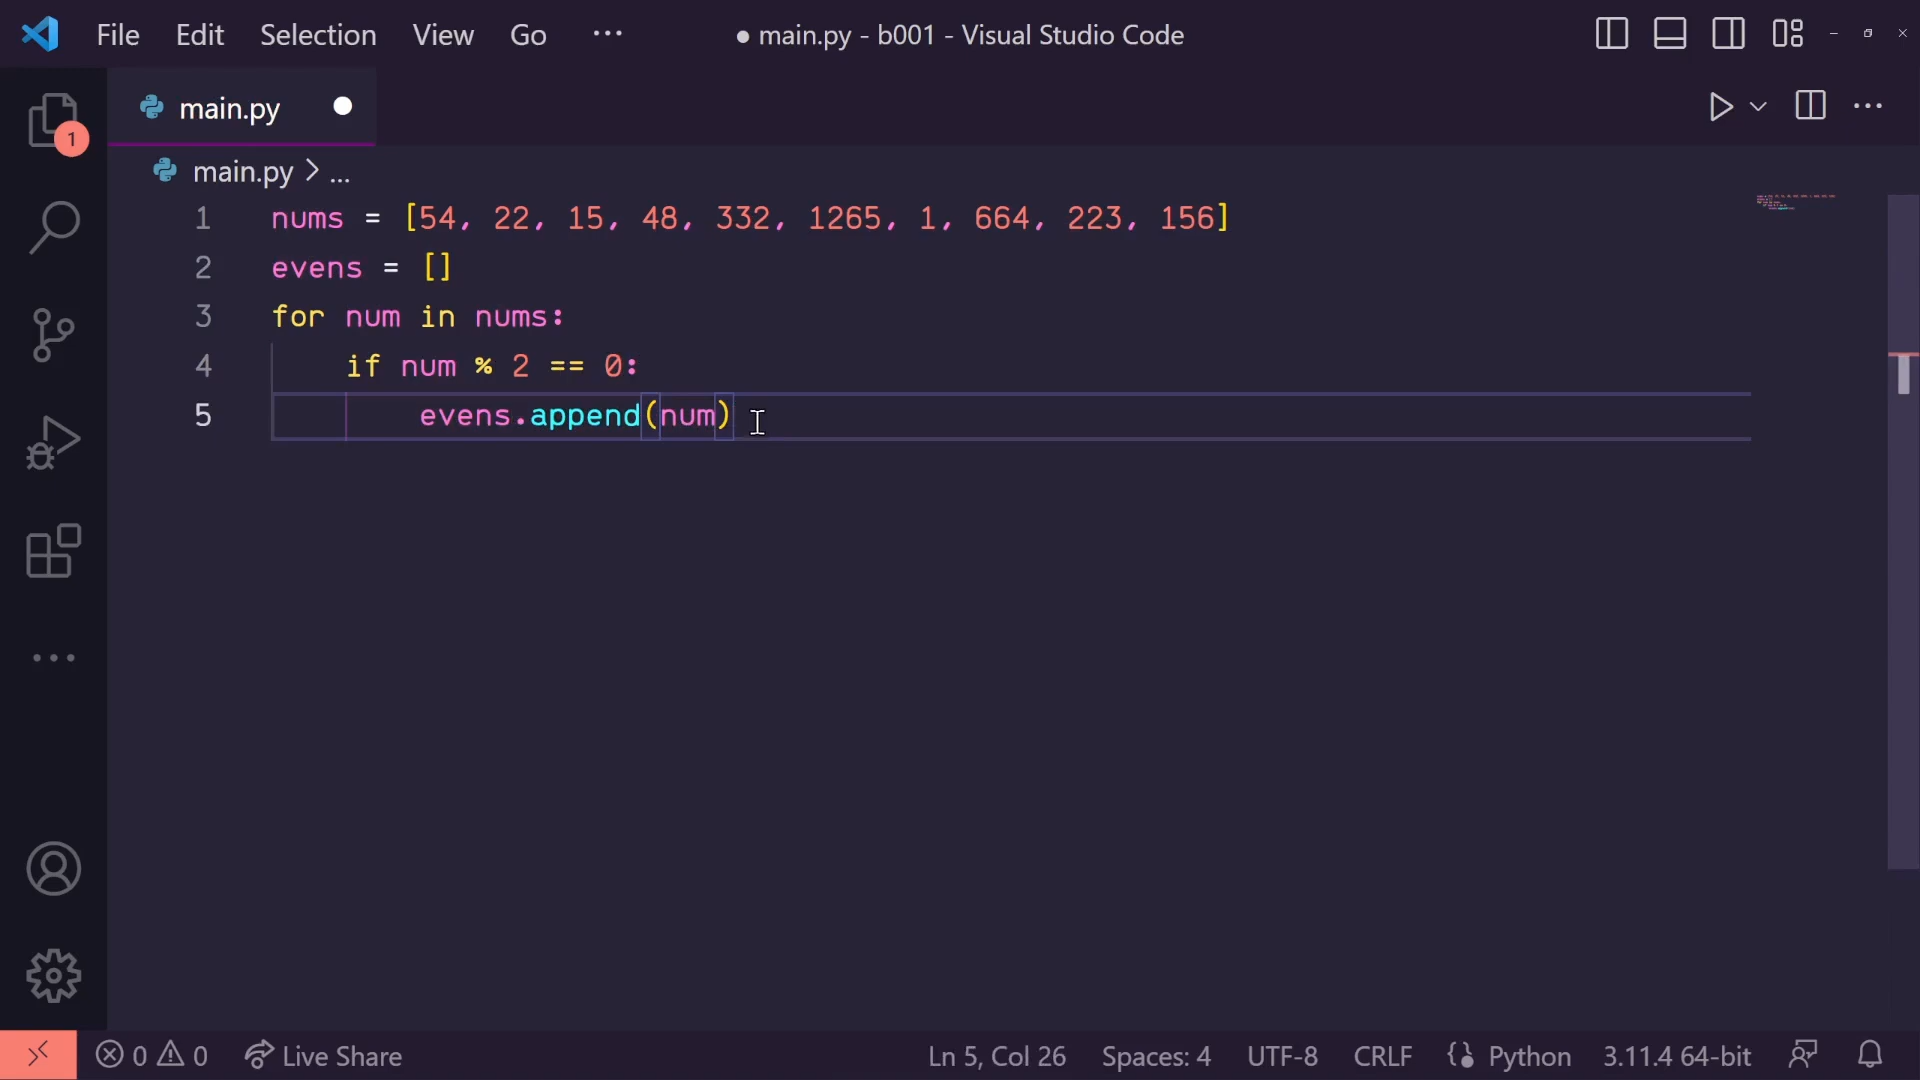 File Edit Selection View Go ... ● main.py - b001 - Visual Studio Code
main.py ●
1
main.py > ...
1 nums = [54, 22, 15, 48, 332, 1265, 1, 664, 223, 156]
2 evens = []
3 for num in nums:
4 if num % 2 == 0:
5 evens.append(num)
0 0 Live Share Ln 5, Col 26 Spaces: 4 UTF-8 CRLF Python 3.11.4 64-bit